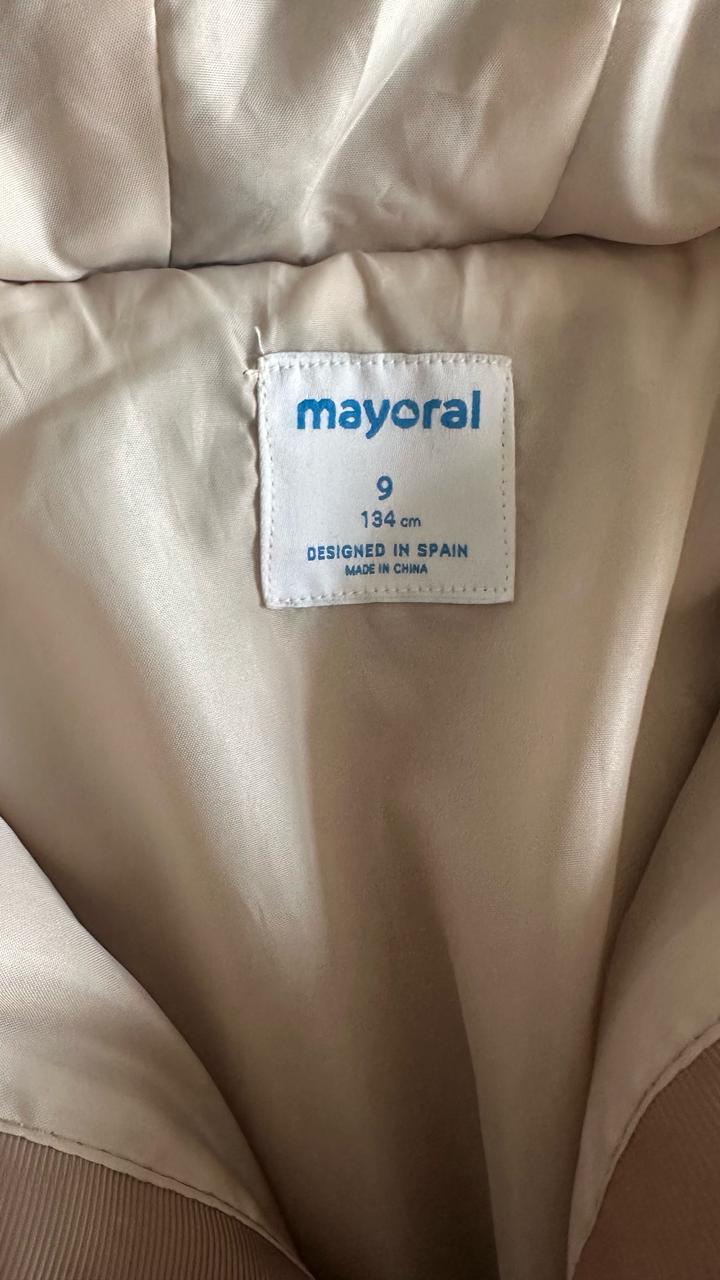 mayoral
9
134 cm
DESIGNED IN SPAIN
MADE IN CHINA